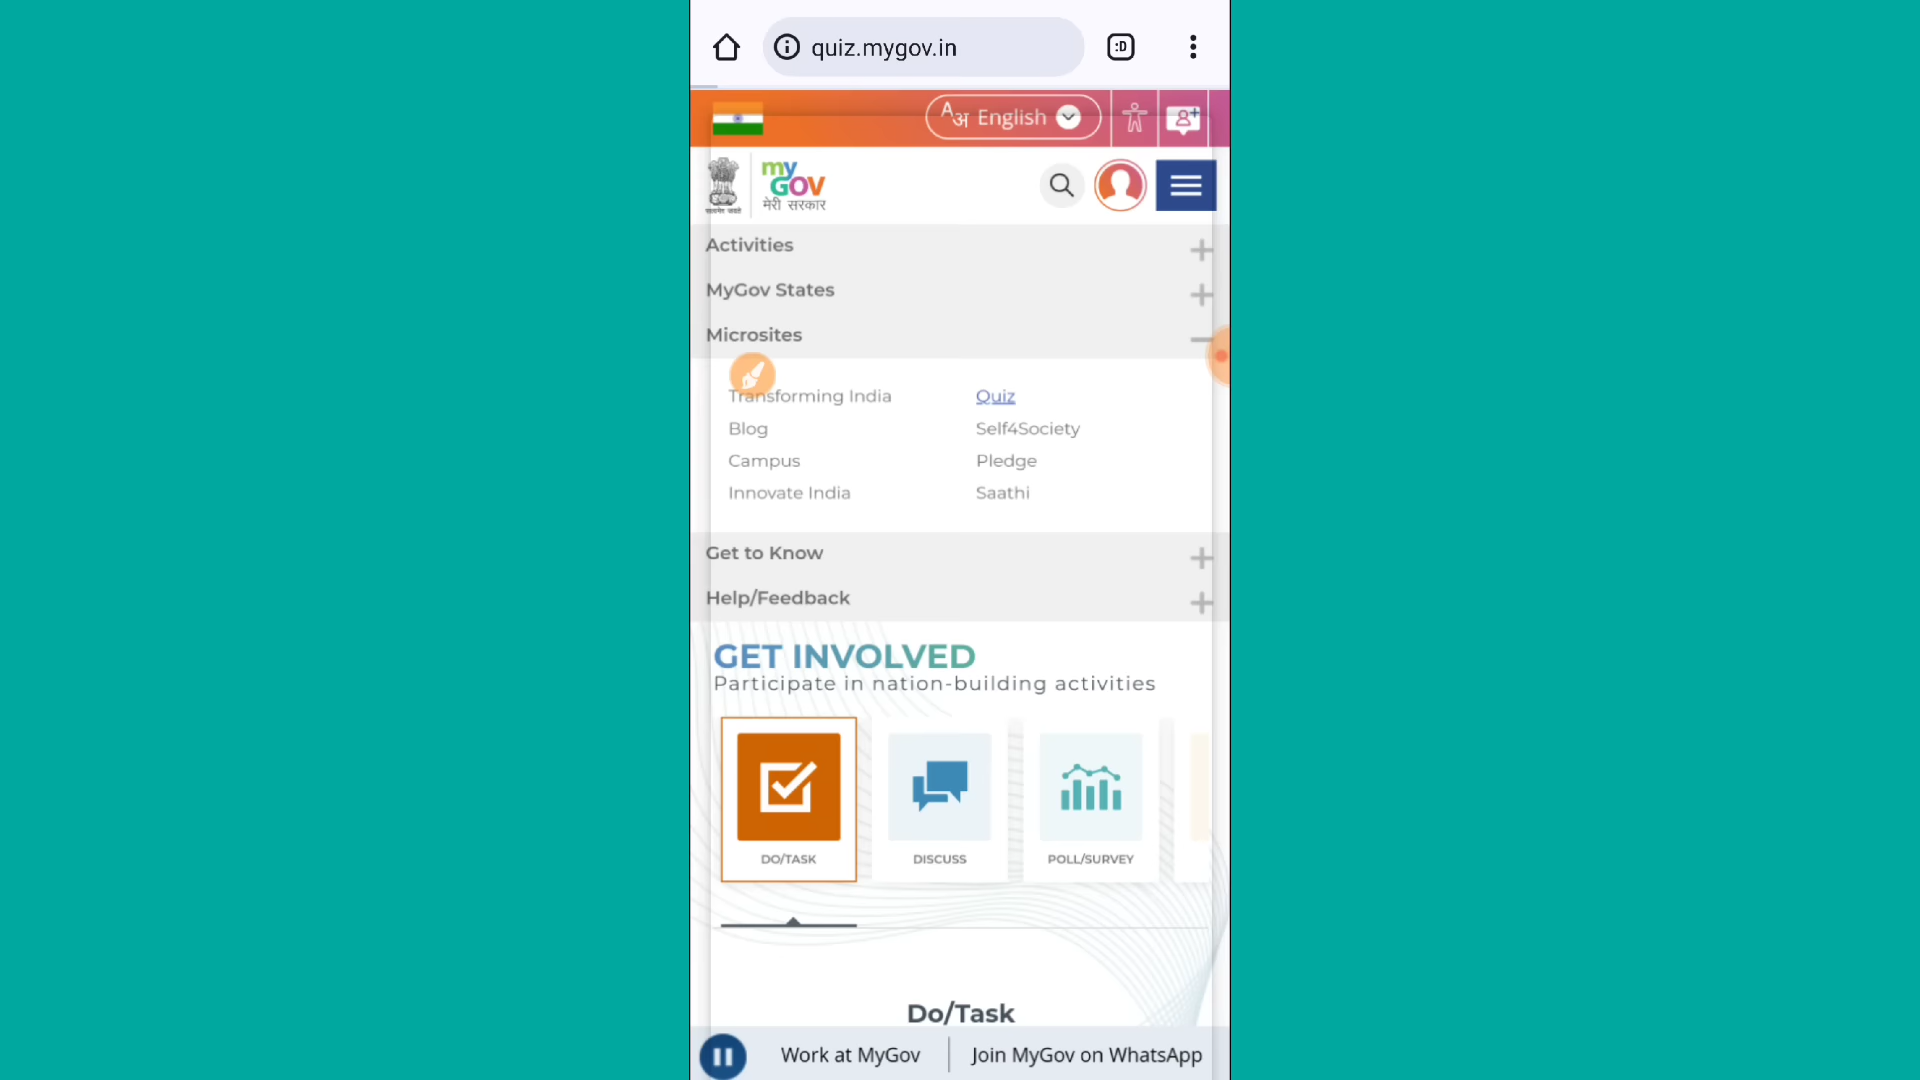 :D
quiz.mygov.in
Aअ English
my
GOV
मेरी सरकार
Activities
MyGov States
Microsites
Transforming India
Quiz
Blog
Self4Society
Campus
Pledge
Innovate India
Saathi
Get to Know
Help/Feedback
GET INVOLVED
Participate in nation-building activities
DO/TASK
DISCUSS
POLL/SURVEY
Do/Task
Work at MyGov
Join MyGov on WhatsApp